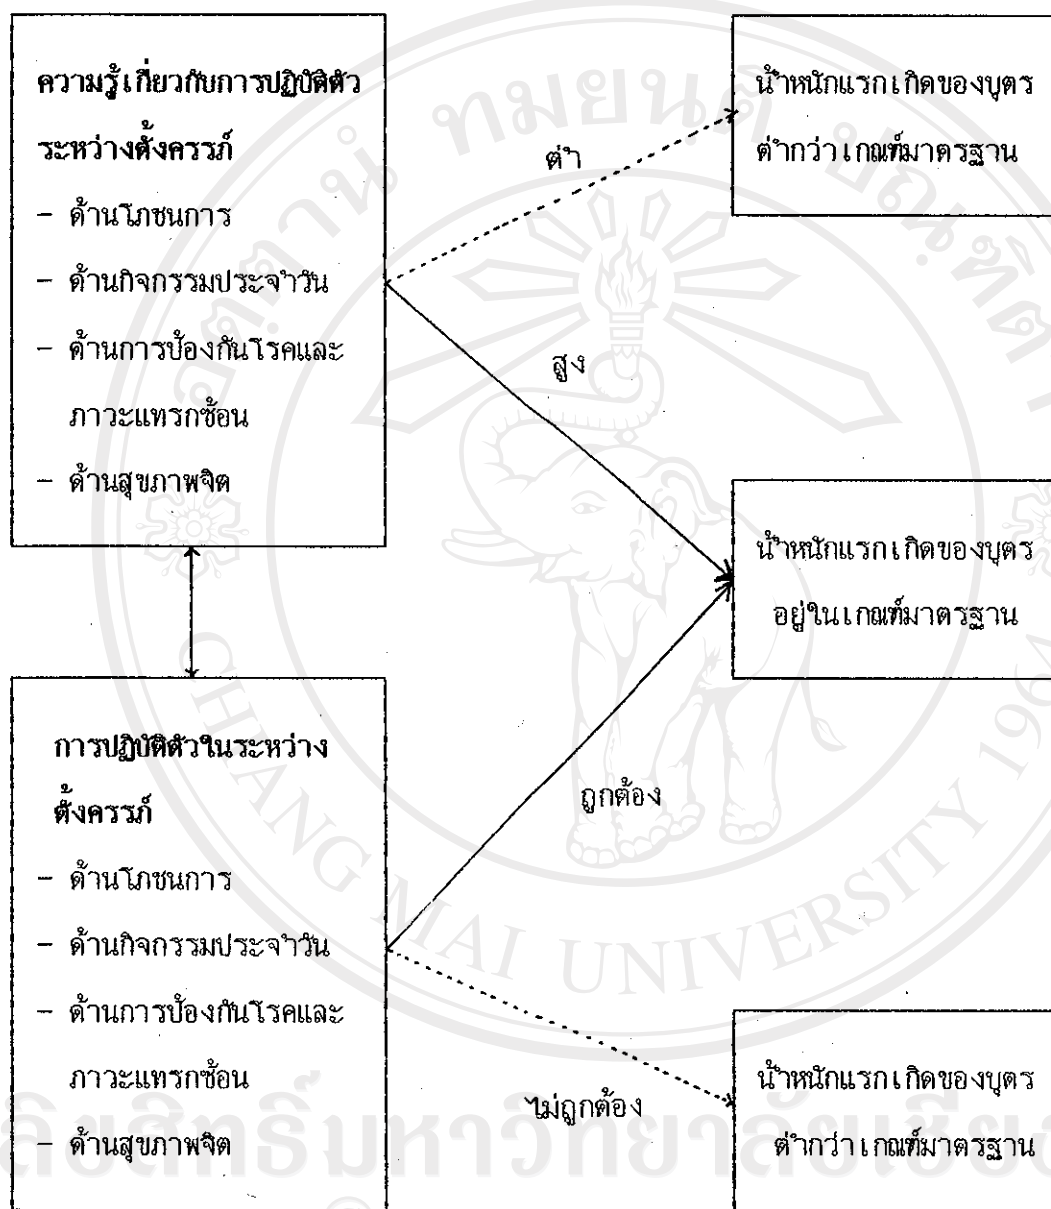 ความรู้เกี่ยวกับการปฏิบัติตัว
ระหว่างตั้งครรภ์
- ด้านโภชนการ
- ด้านกิจกรรมประจำวัน
- ด้านการป้องกันโรคและ
ภาวะแทรกซ้อน
- ด้านสุขภาพจิต
ต่ำ
สูง
น้ำหนักแรกเกิดของบุตร
ต่ำกว่าเกณฑ์มาตรฐาน
น้ำหนักแรกเกิดของบุตร
อยู่ในเกณฑ์มาตรฐาน
การปฏิบัติตัวในระหว่าง
ตั้งครรภ์
- ด้านโภชนการ
- ด้านกิจกรรมประจำวัน
- ด้านการป้องกันโรคและ
ภาวะแทรกซ้อน
- ด้านสุขภาพจิต
ถูกต้อง
ไม่ถูกต้อง
น้ำหนักแรกเกิดของบุตร
ต่ำกว่าเกณฑ์มาตรฐาน
CHIANG MAI UNIVERSITY 1964